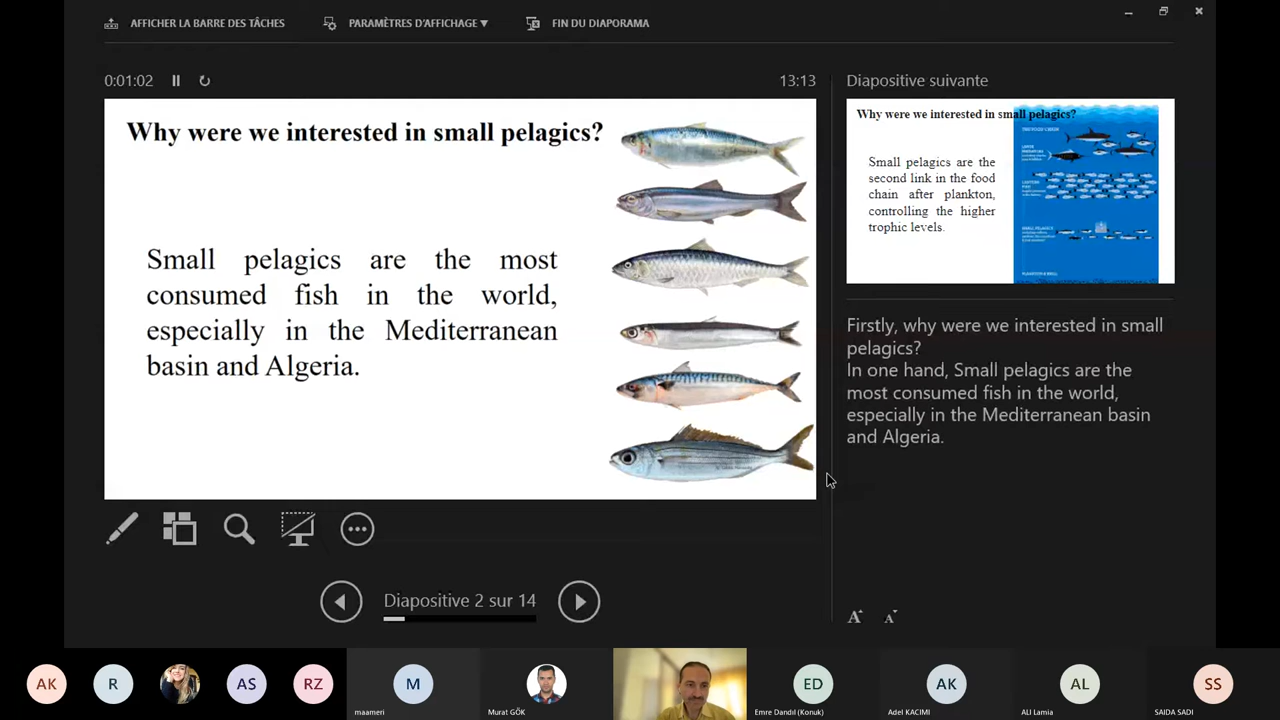 AFFICHER LA BARRE DES TÂCHES
PARAMÈTRES D'AFFICHAGE ▼
FIN DU DIAPORAMA
0:01:02
13:13
Diapositive suivante
Why were we interested in small pelagics?
Small pelagics are the most
consumed fish in the world,
especially in the Mediterranean
basin and Algeria.
Why were we interested in small pelagics?
Small pelagics are the
second link in the food
chain after plankton,
controlling the higher
trophic levels.
Firstly, why were we interested in small
pelagics?
In one hand, Small pelagics are the
most consumed fish in the world,
especially in the Mediterranean basin
and Algeria.
Diapositive 2 sur 14
A A
AK
R
AS
RZ
M
maameri
Murat GÖK
ED
Emre Dandıl (Konuk)
AK
Adel KACIMI
AL
ALI Lamia
SS
SAIDA SADI